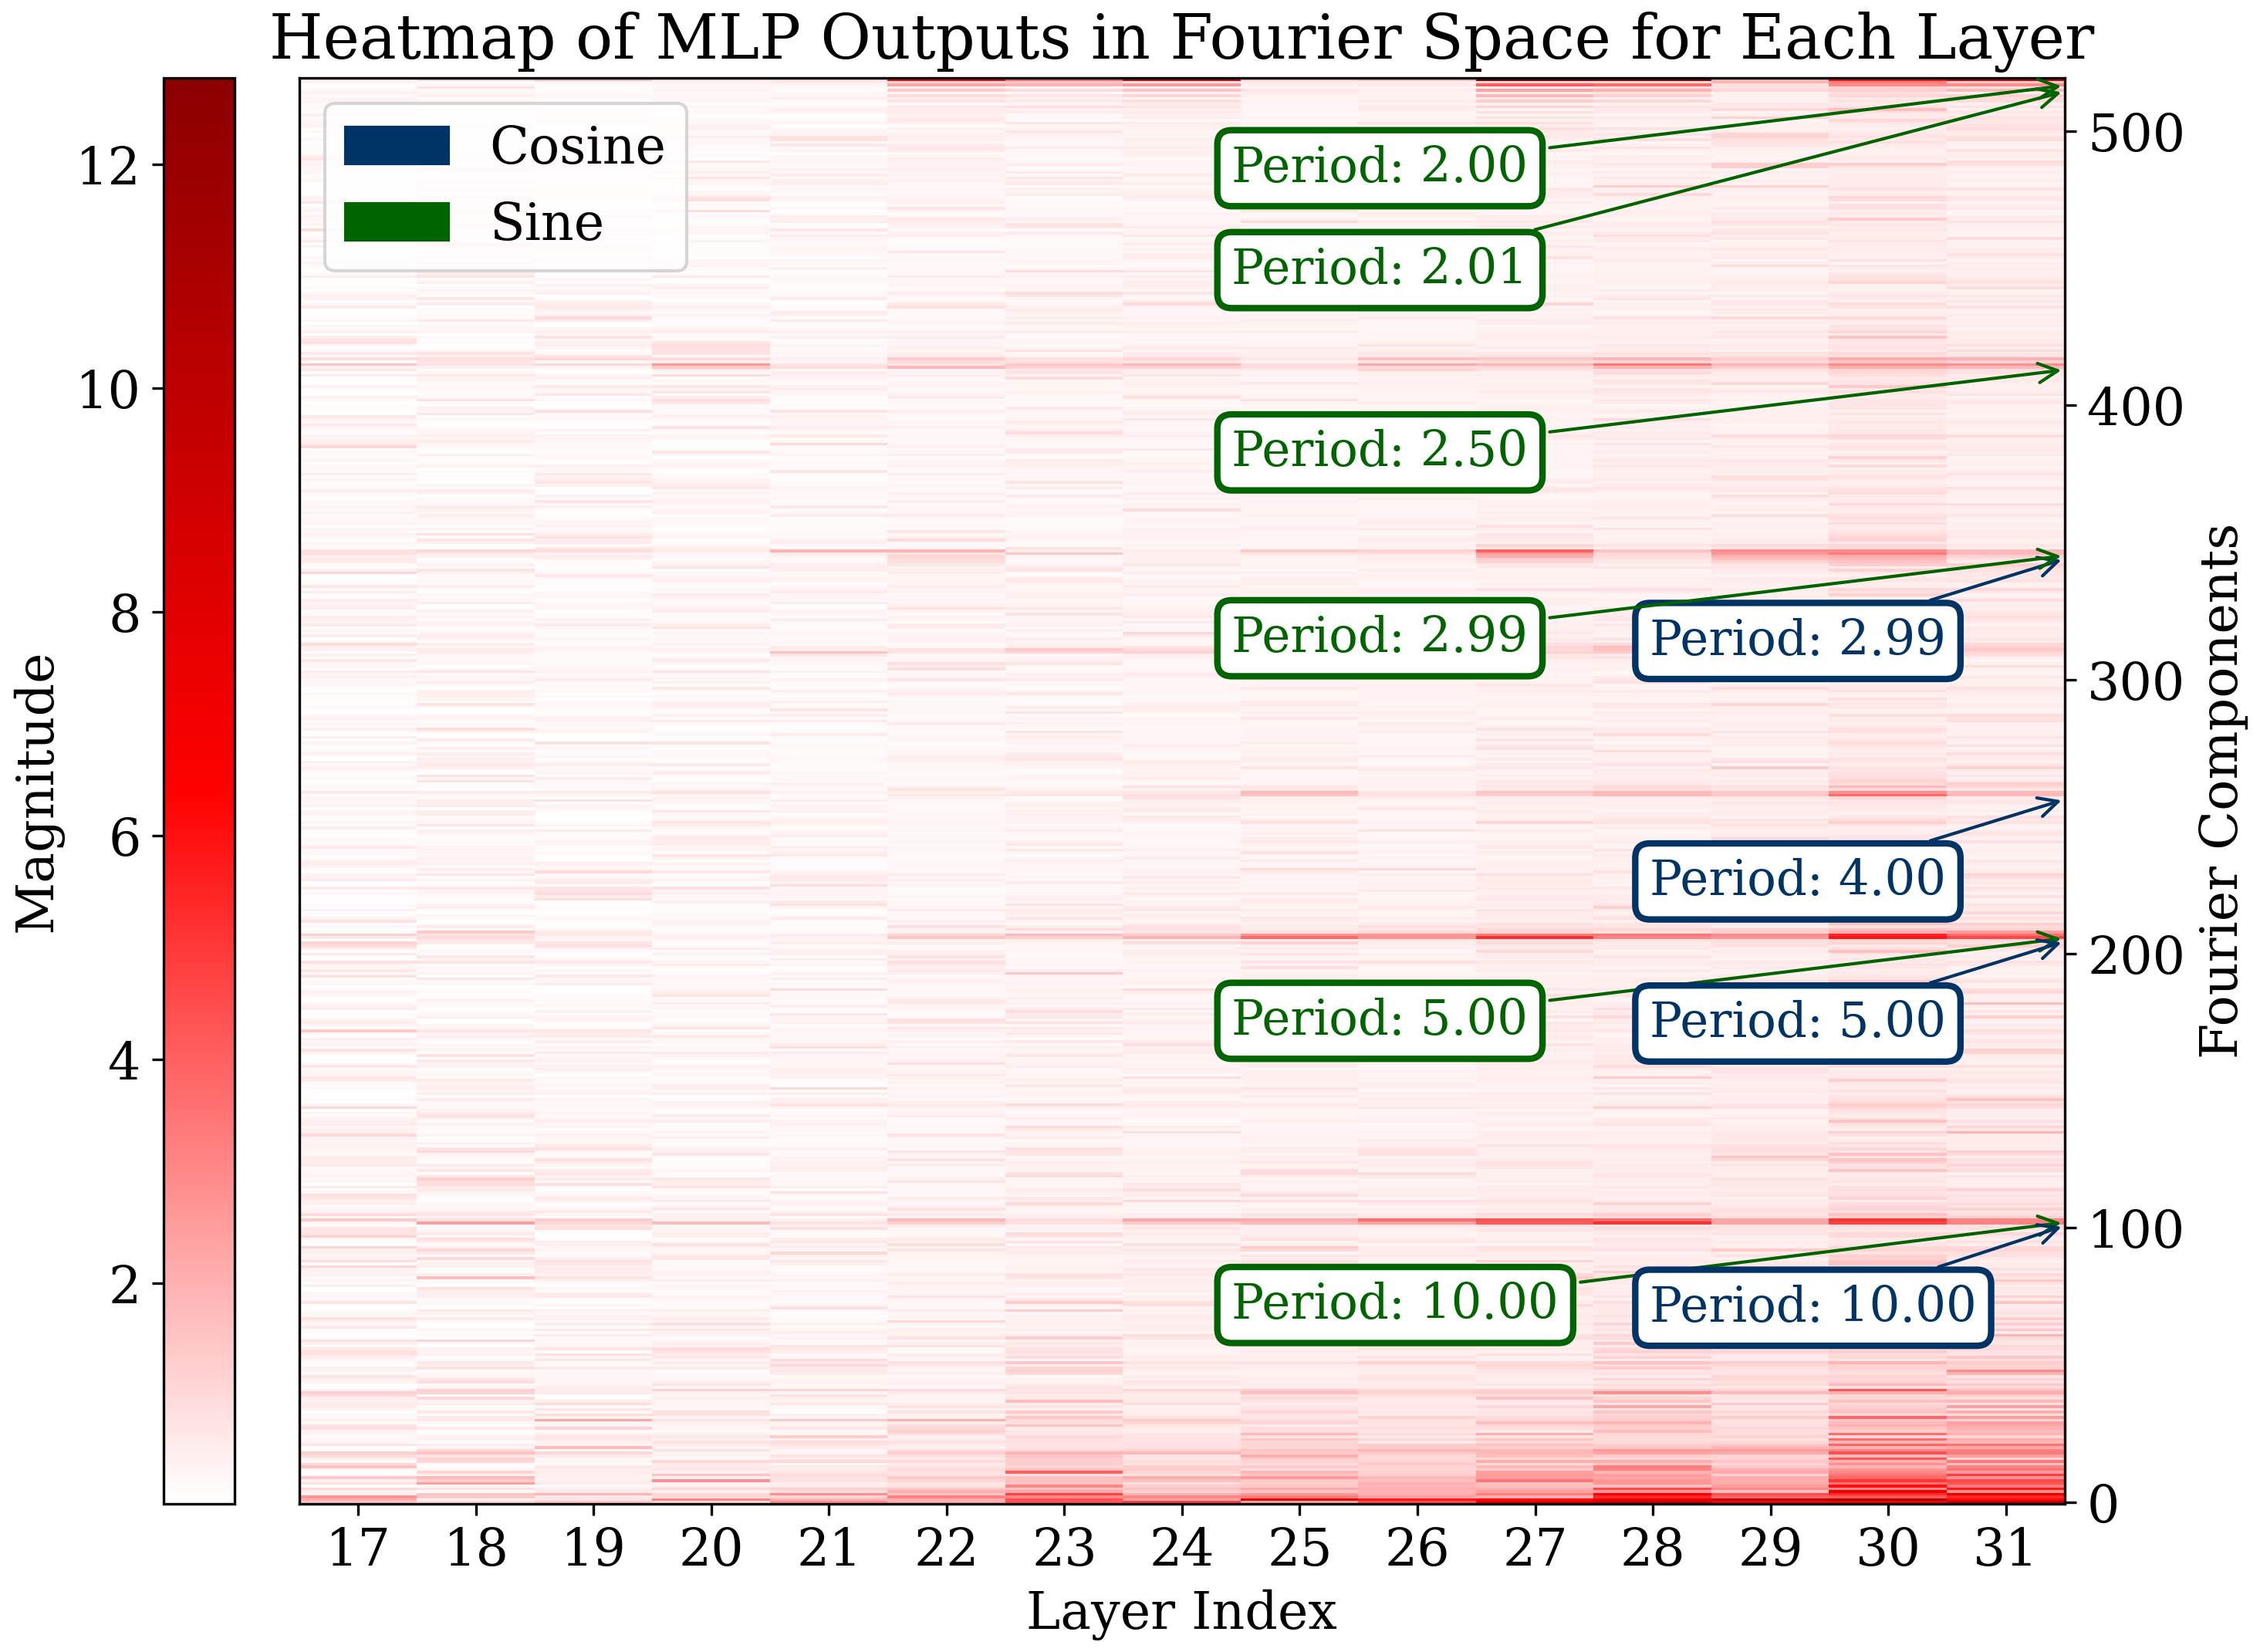 Heatmap of MLP Outputs in Fourier Space for Each Layer
Cosine
Sine
Period: 2.00
Period: 2.01
Period: 2.50
Period: 2.99
Period: 2.99
Period: 4.00
Period: 5.00
Period: 5.00
Period: 10.00
Period: 10.00
Magnitude
12
10
8
6
4
2
500
400
300
200
100
0
Fourier Components
17 18 19 20 21 22 23 24 25 26 27 28 29 30 31
Layer Index